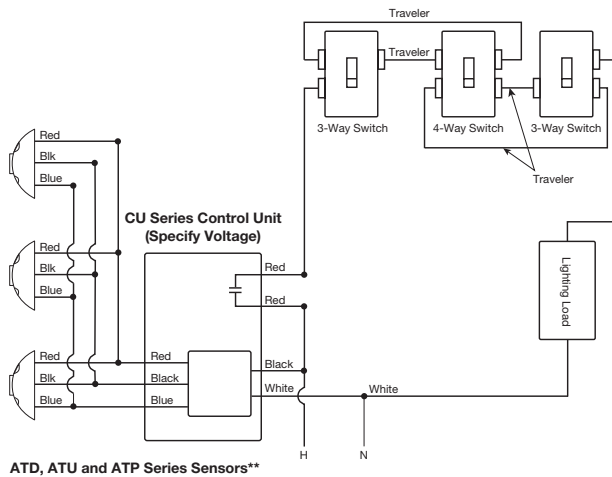 Traveler
Traveler
3-Way Switch
4-Way Switch
3-Way Switch
Traveler
Red
Blk
Blue
CU Series Control Unit
(Specify Voltage)
Red
Blk
Blue
Red
Red
Lighting Load
Red
Blk
Blue
Red
Black
Blue
Black
White
White
H
N
ATD, ATU and ATP Series Sensors**